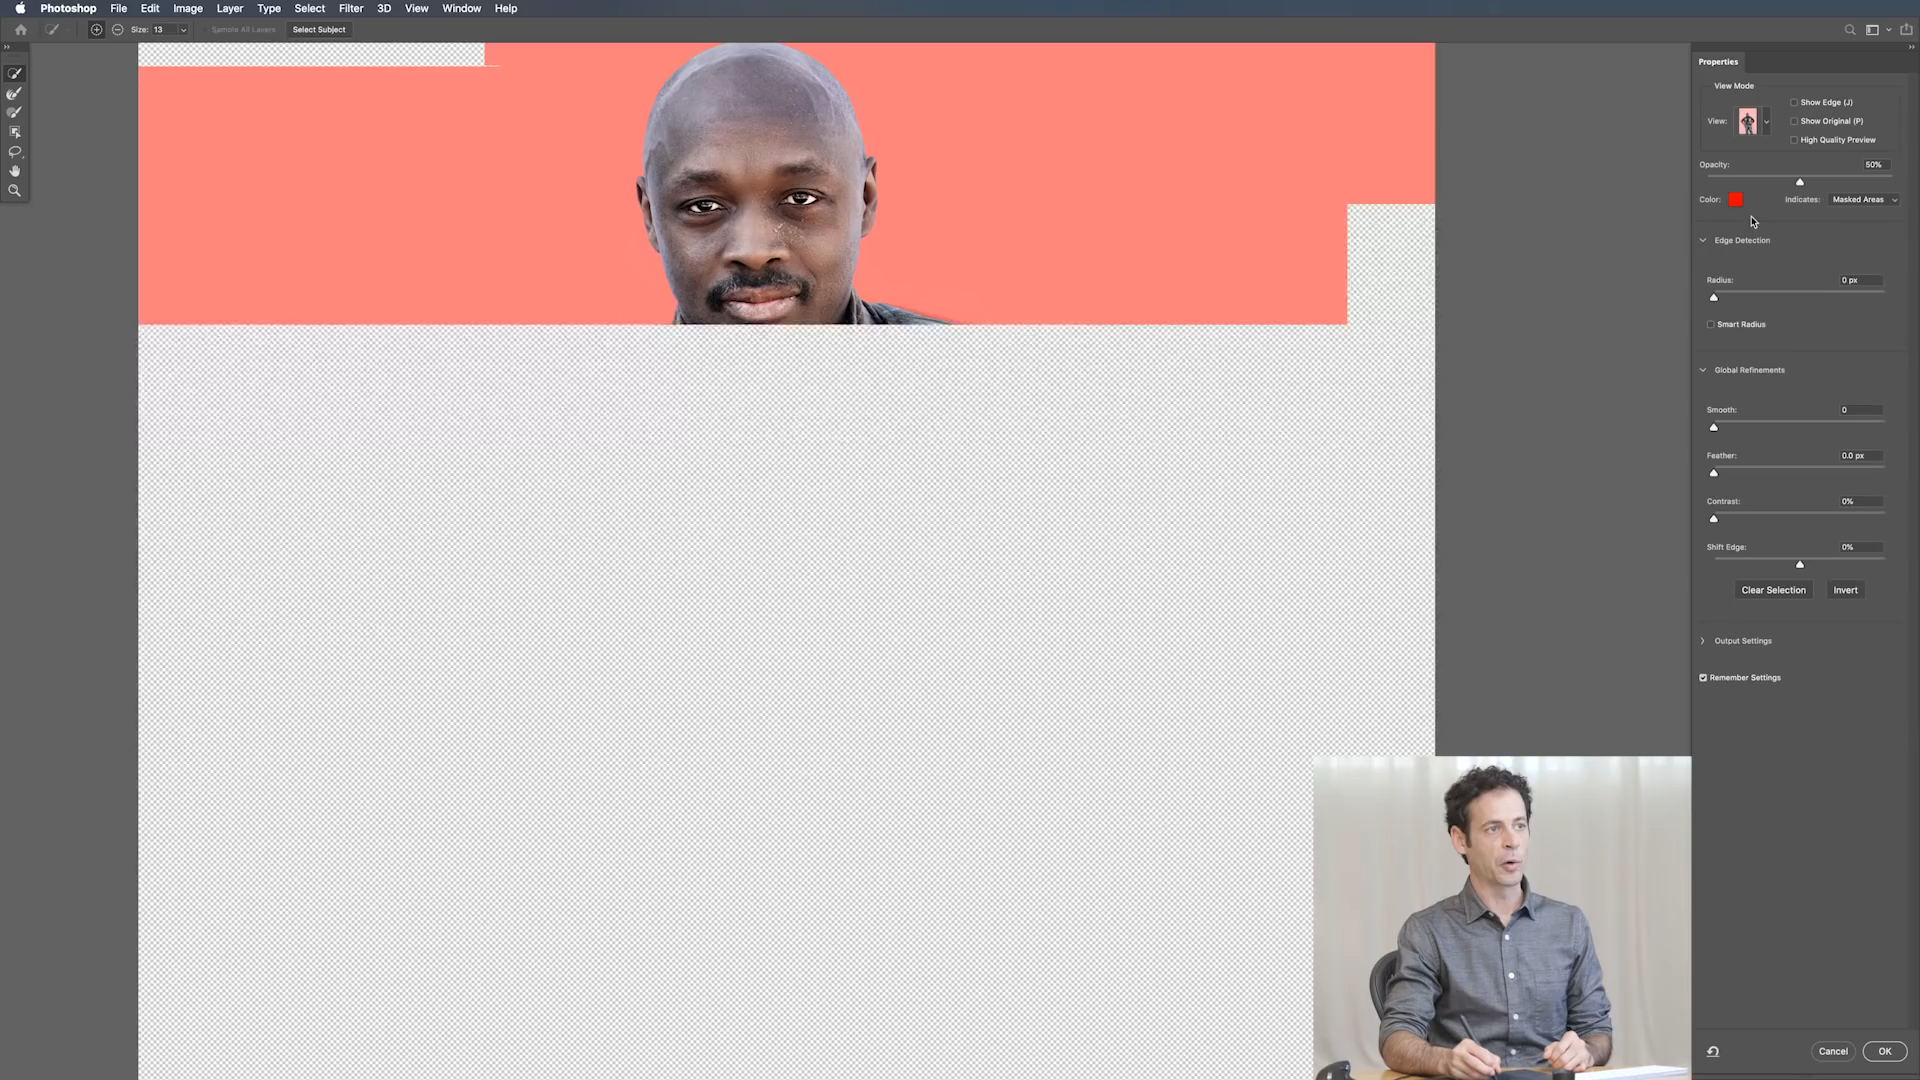 Photoshop File Edit Image Layer Type Select Filter 3D View Window Help
Size: 13 Sample All Layers Select Subject
Properties
View Mode
Show Edge (J)
View:
Show Original (P)
High Quality Preview
Opacity: 50%
Color: Indicates: Masked Areas
Edge Detection
Radius: 0 px
Smart Radius
Global Refinements
Smooth: 0
Feather: 0.0 px
Contrast: 0%
Shift Edge: 0%
Clear Selection Invert
Output Settings
Remember Settings
Cancel OK